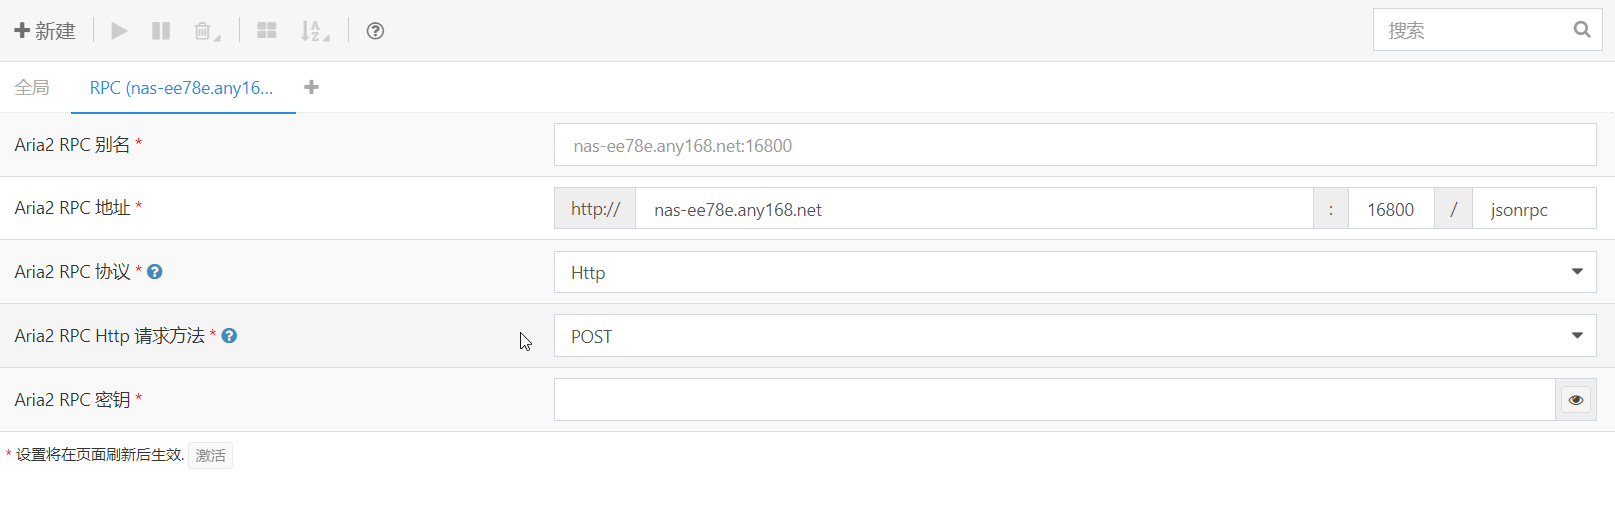 新建
搜索
全局 RPC (nas-ee78e.any16...
Aria2 RPC 别名 * nas-ee78e.any168.net:16800
Aria2 RPC 地址 * http:// nas-ee78e.any168.net : 16800 / jsonrpc
Aria2 RPC 协议 * Http
Aria2 RPC Http 请求方法 * POST
Aria2 RPC 密钥 *
* 设置将在页面刷新后生效. 激活